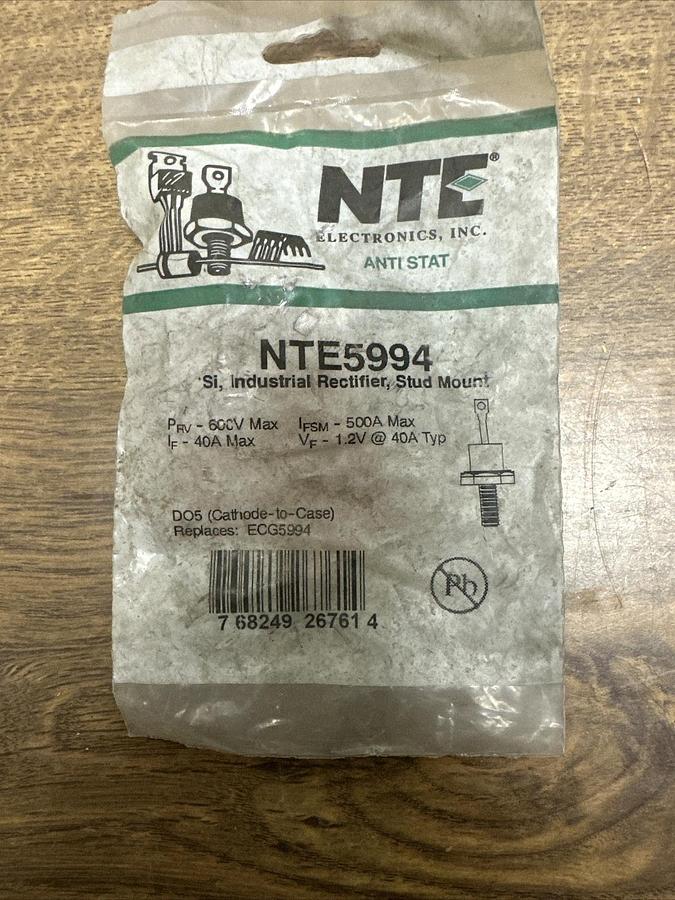 NTE®
ELECTRONICS, INC.
ANTI STAT
NTE5994
Si, Industrial Rectifier, Stud Mount
PRV - 600V Max IFSM - 500A Max
IF - 40A Max VF - 1.2V @ 40A Typ
DO5 (Cathode-to-Case)
Replaces: ECG5994
Pb
7 68249 26761 4